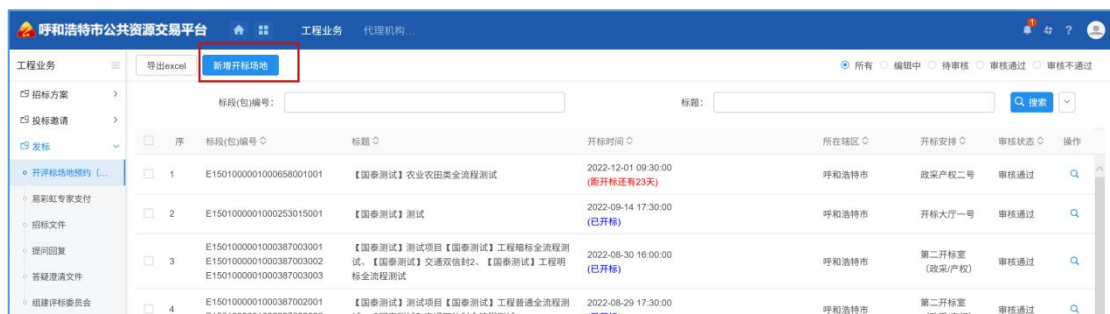 呼和浩特市公共资源交易平台 工程业务 代理机构... 1 ?
工程业务 导出excel 新增开标场地 所有 编辑中 待审核 审核通过 审核不通过
招标方案
投标邀请
发标
开评标场地预约（...
易彩虹专家支付
招标文件
提问回复
答疑澄清文件
组建评标委员会
标段(包)编号： 标题： 搜索
序 标段(包)编号 标题 开标时间 所在辖区 开标安排 审核状态 操作
1 E1501000001000658001001 【国泰测试】农业农田类全流程测试 2022-12-01 09:30:00 呼和浩特市 政采产权二号 审核通过
(距开标还有23天)
2 E1501000001000253015001 【国泰测试】测试 2022-09-14 17:30:00 呼和浩特市 开标大厅一号 审核通过
(已开标)
E1501000001000387003001 【国泰测试】测试项目【国泰测试】工程暗标全流程测
3 E1501000001000387003002 试、【国泰测试】交通双信封2、【国泰测试】工程明 2022-08-30 16:00:00 呼和浩特市 第二开标室 审核通过
E1501000001000387003003 标全流程测试 (已开标) （政采/产权）
4 E1501000001000387002001 【国泰测试】测试项目【国泰测试】工程普通全流程测 2022-08-29 17:30:00 呼和浩特市 第二开标室 审核通过